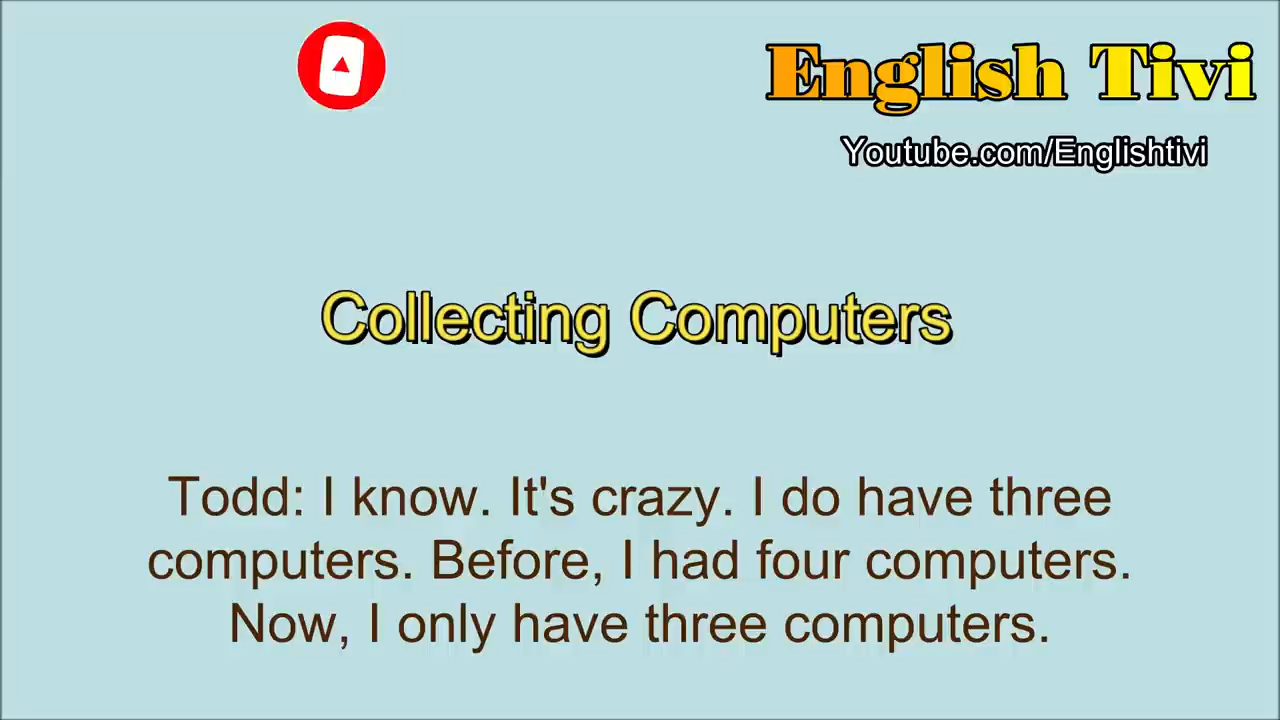 English Tivi
Youtube.com/Englishtivi
Collecting Computers
Todd: I know. It's crazy. I do have three
computers. Before, I had four computers.
Now, I only have three computers.